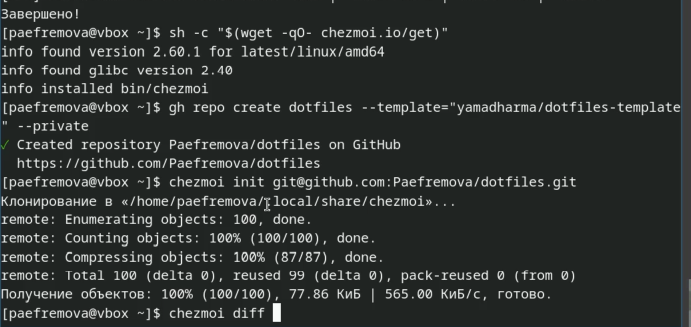 Завершено!
[paefremova@vbox ~]$ sh -c "$(wget -qO- chezmoi.io/get)"
info found version 2.60.1 for latest/linux/amd64
info found glibc version 2.40
info installed bin/chezmoi
[paefremova@vbox ~]$ gh repo create dotfiles --template="yamadharma/dotfiles-template
" --private
✓ Created repository Paefremova/dotfiles on GitHub
  https://github.com/Paefremova/dotfiles
[paefremova@vbox ~]$ chezmoi init git@github.com:Paefremova/dotfiles.git
Клонирование в «/home/paefremova/.local/share/chezmoi»...
remote: Enumerating objects: 100, done.
remote: Counting objects: 100% (100/100), done.
remote: Compressing objects: 100% (87/87), done.
remote: Total 100 (delta 0), reused 99 (delta 0), pack-reused 0 (from 0)
Получение объектов: 100% (100/100), 77.86 КиБ | 565.00 КиБ/с, готово.
[paefremova@vbox ~]$ chezmoi diff